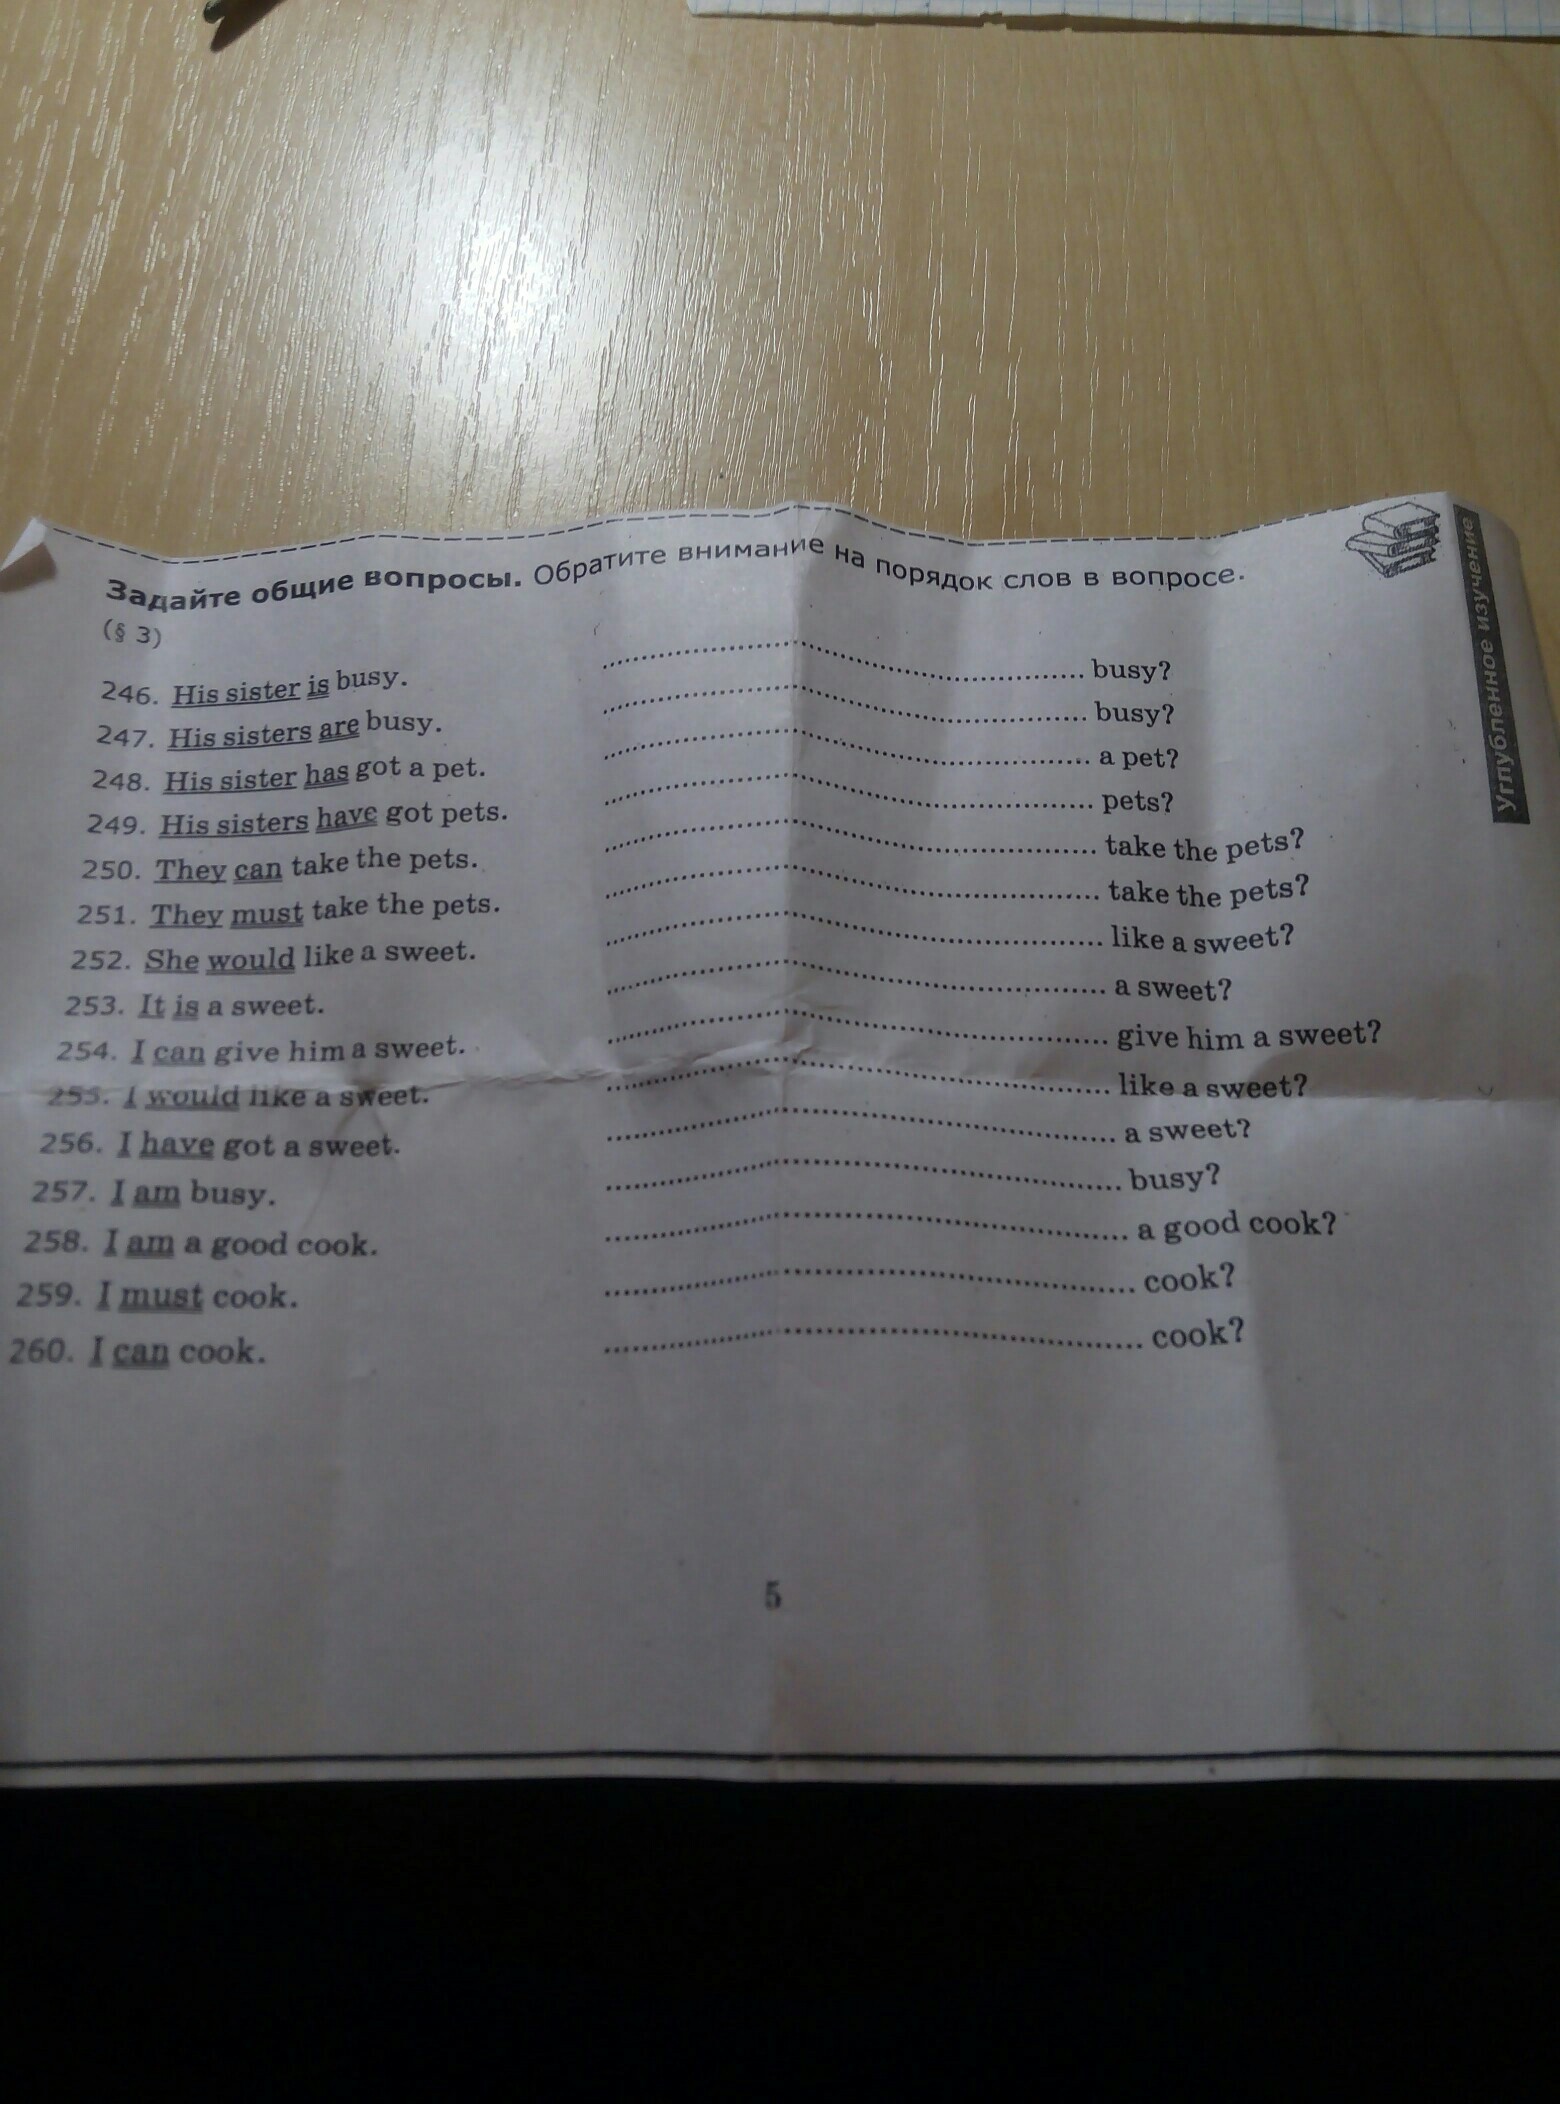 Задайте общие вопросы. Обратите внимание на порядок слов в вопросе.
(§ 3)
246. His sister is busy. .......... busy?
247. His sisters are busy. .......... busy?
248. His sister has got a pet. .......... a pet?
249. His sisters have got pets. .......... pets?
250. They can take the pets. .......... take the pets?
251. They must take the pets. .......... take the pets?
252. She would like a sweet. .......... like a sweet?
253. It is a sweet. .......... a sweet?
254. I can give him a sweet. .......... give him a sweet?
255. I would like a sweet. .......... like a sweet?
256. I have got a sweet. .......... a sweet?
257. I am busy. .......... busy?
258. I am a good cook. .......... a good cook?
259. I must cook. .......... cook?
260. I can cook. .......... cook?
Углубленное изучение
5